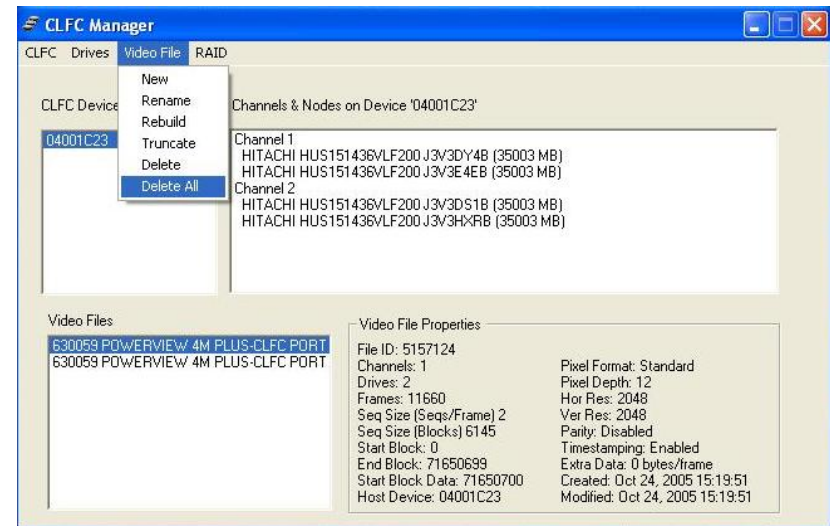 CLFC Manager
CLFC Drives Video File RAID
New
Rename
Rebuild
Truncate
Delete
Delete All
CLFC Device
04001C23
Channels & Nodes on Device '04001C23'
Channel 1
HITACHI HUS151436VLF200 J3V3DY4B (35003 MB)
HITACHI HUS151436VLF200 J3V3E4EB (35003 MB)
Channel 2
HITACHI HUS151436VLF200 J3V3DS1B (35003 MB)
HITACHI HUS151436VLF200 J3V3HXRB (35003 MB)
Video Files
630059 POWERVIEW 4M PLUS-CLFC PORT
630059 POWERVIEW 4M PLUS-CLFC PORT
Video File Properties
File ID: 5157124
Channels: 1
Drives: 2
Frames: 11660
Seq Size (Seqs/Frame) 2
Seq Size (Blocks) 6145
Start Block: 0
End Block: 71650699
Start Block Data: 71650700
Host Device: 04001C23
Pixel Format: Standard
Pixel Depth: 12
Hor Res: 2048
Ver Res: 2048
Parity: Disabled
Timestamping: Enabled
Extra Data: 0 bytes/frame
Created: Oct 24, 2005 15:19:51
Modified: Oct 24, 2005 15:19:51